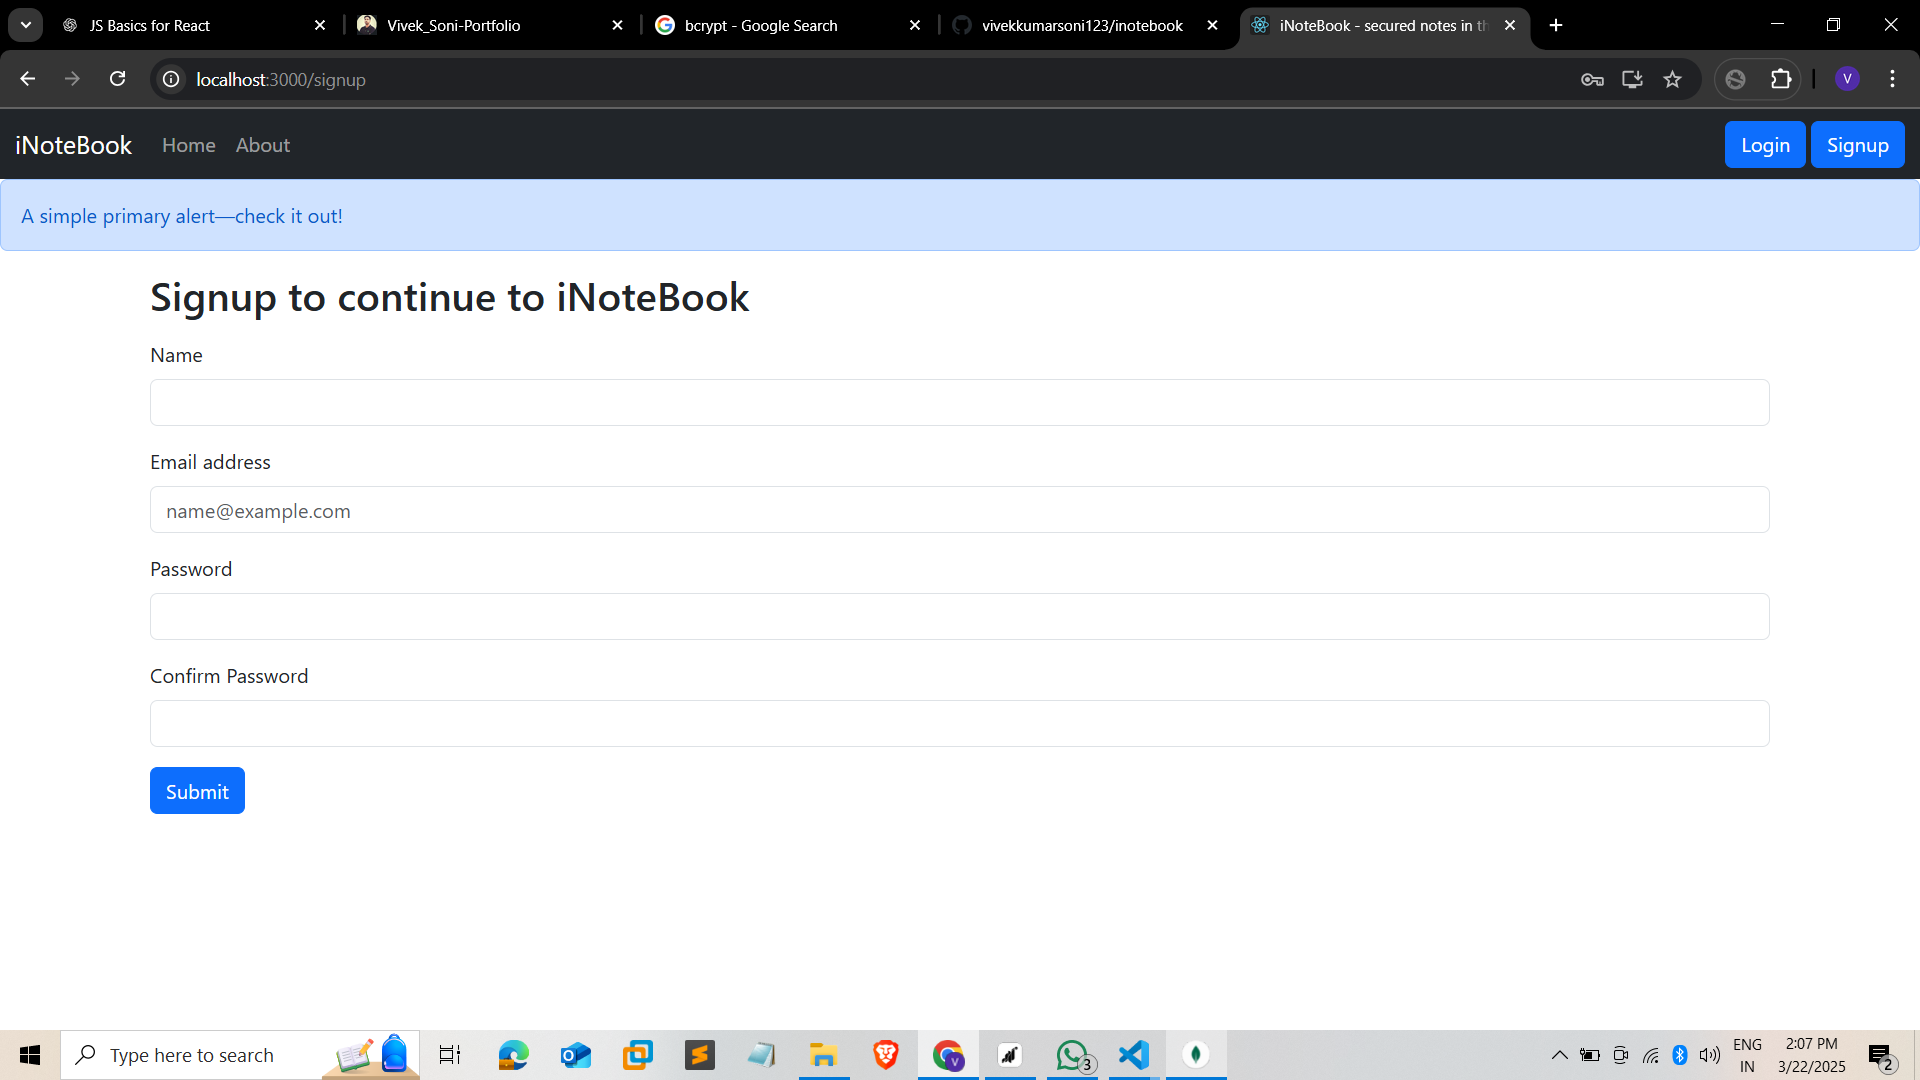 JS Basics for React
Vivek_Soni-Portfolio
bcrypt - Google Search
vivekkumarsoni123/inotebook
iNoteBook - secured notes in th
localhost:3000/signup
V
iNoteBook
Home
About
Login
Signup
A simple primary alert—check it out!
Signup to continue to iNoteBook
Name
Email address
name@example.com
Password
Confirm Password
Submit
Type here to search
V
3
ENG
IN
2:07 PM
3/22/2025
2